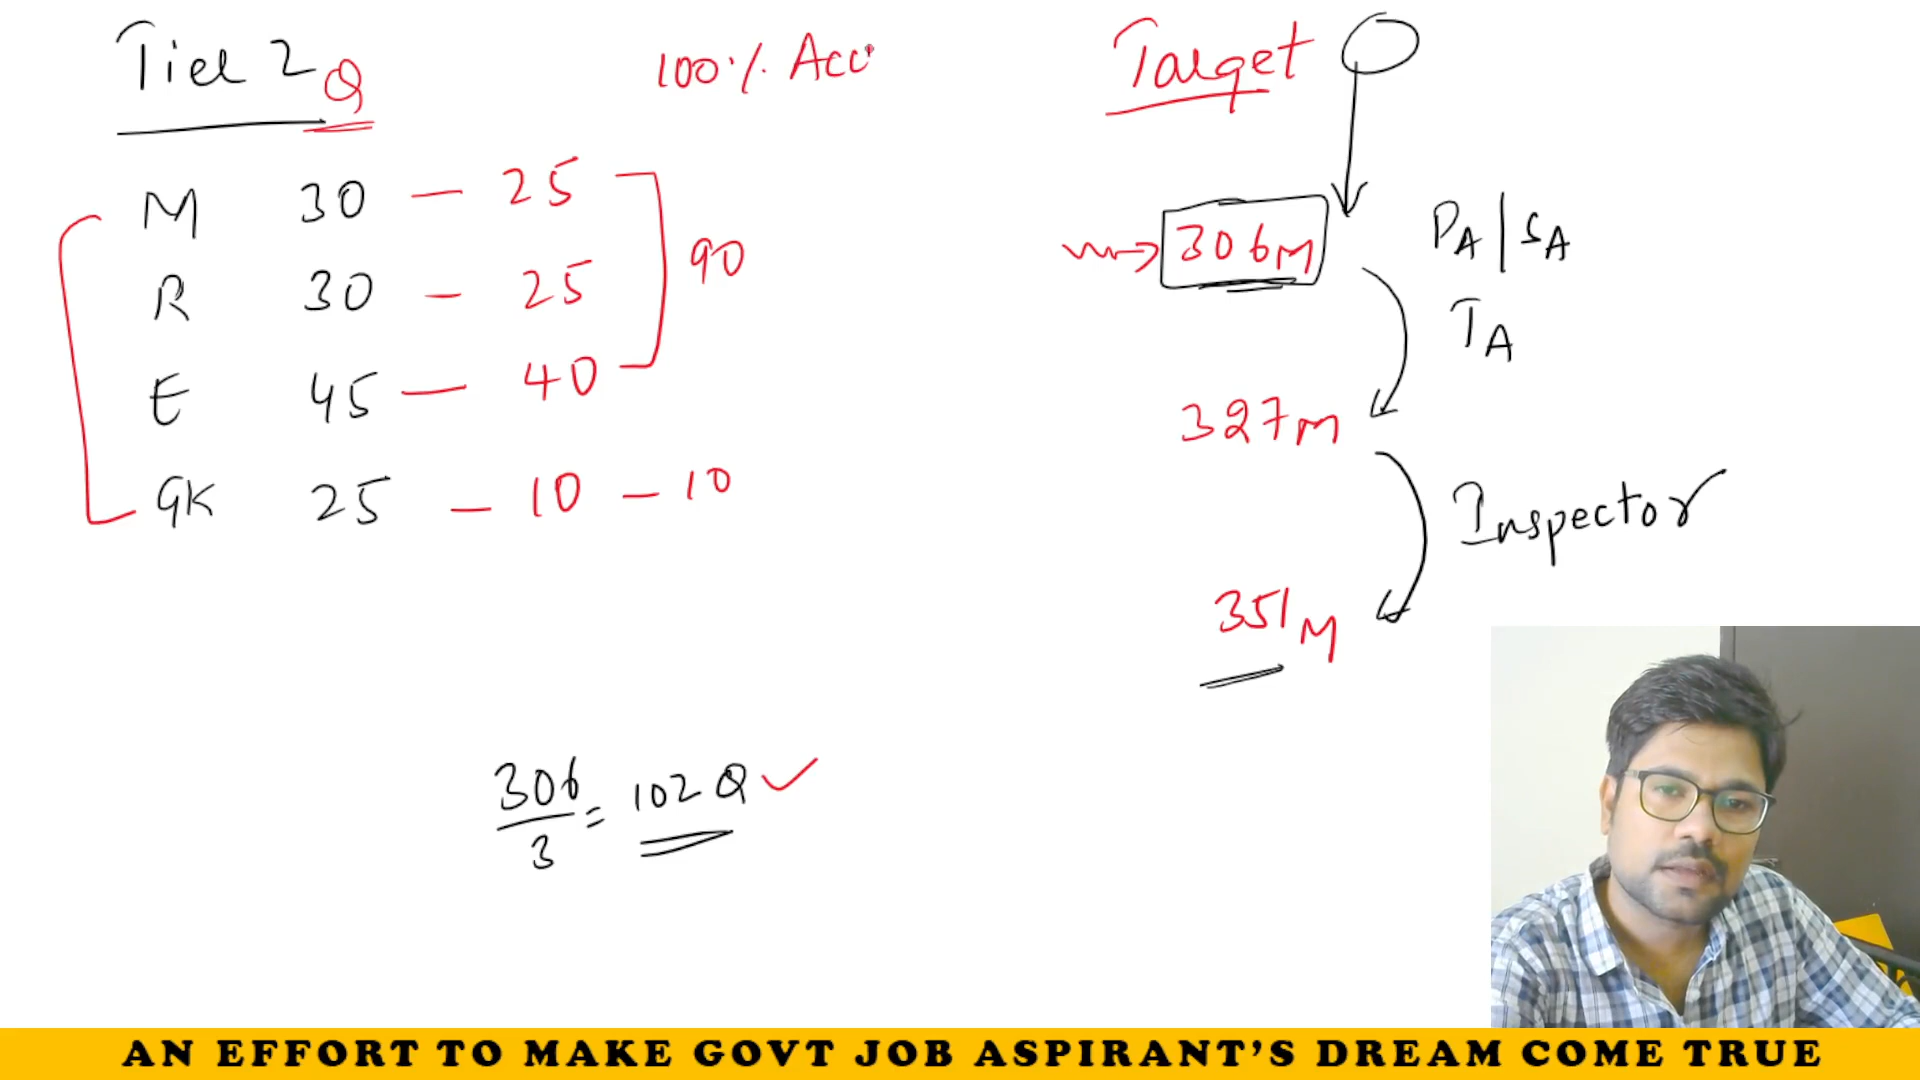 Tier 2 Q
100% Acc
M 30 — 25
R 30 — 25
E 45 — 40
90
GK 25 — 10 — 10
306/3 = 102 Q ✓
Target
306M
PA | SA
TA
327M
Inspector
351M
AN EFFORT TO MAKE GOVT JOB ASPIRANT'S DREAM COME TRUE